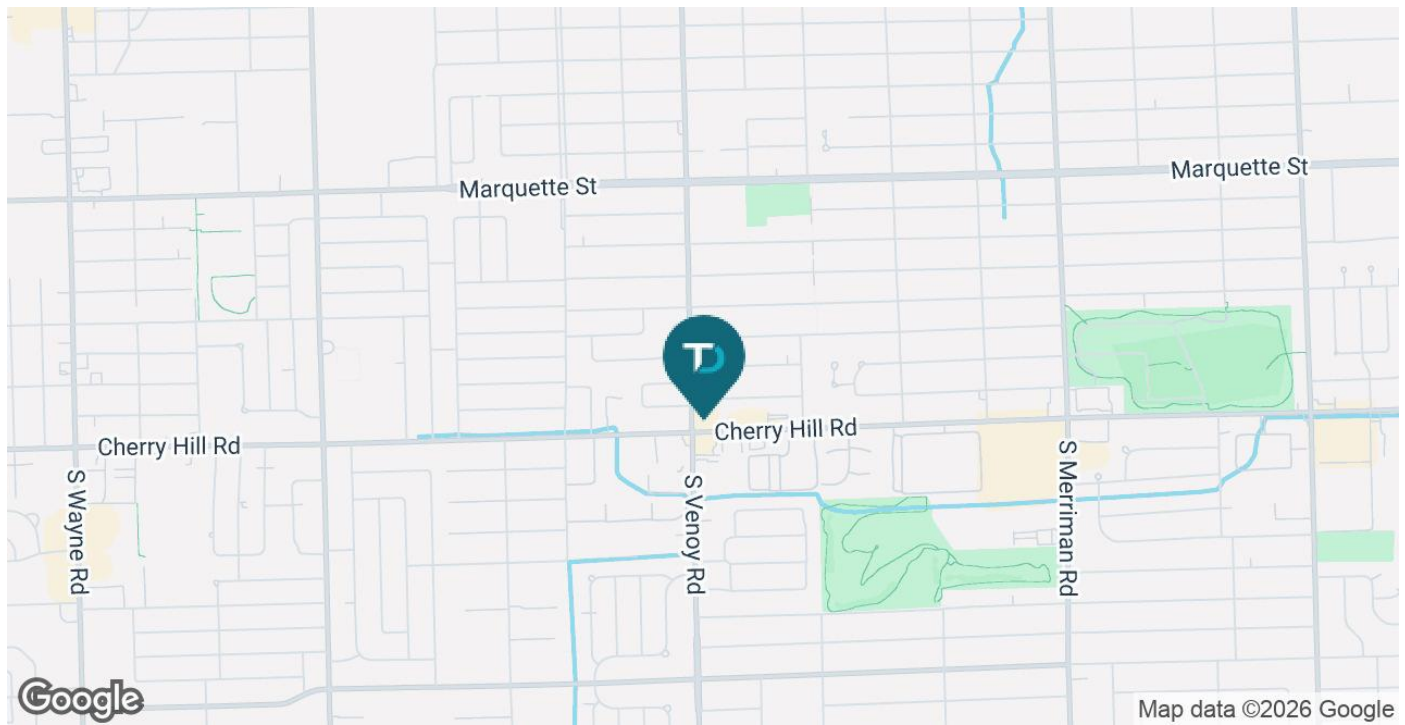 Marquette St
Marquette St
TD
Cherry Hill Rd
Cherry Hill Rd
S Wayne Rd
S Venoy Rd
S Merriman Rd
Google
Map data ©2026 Google